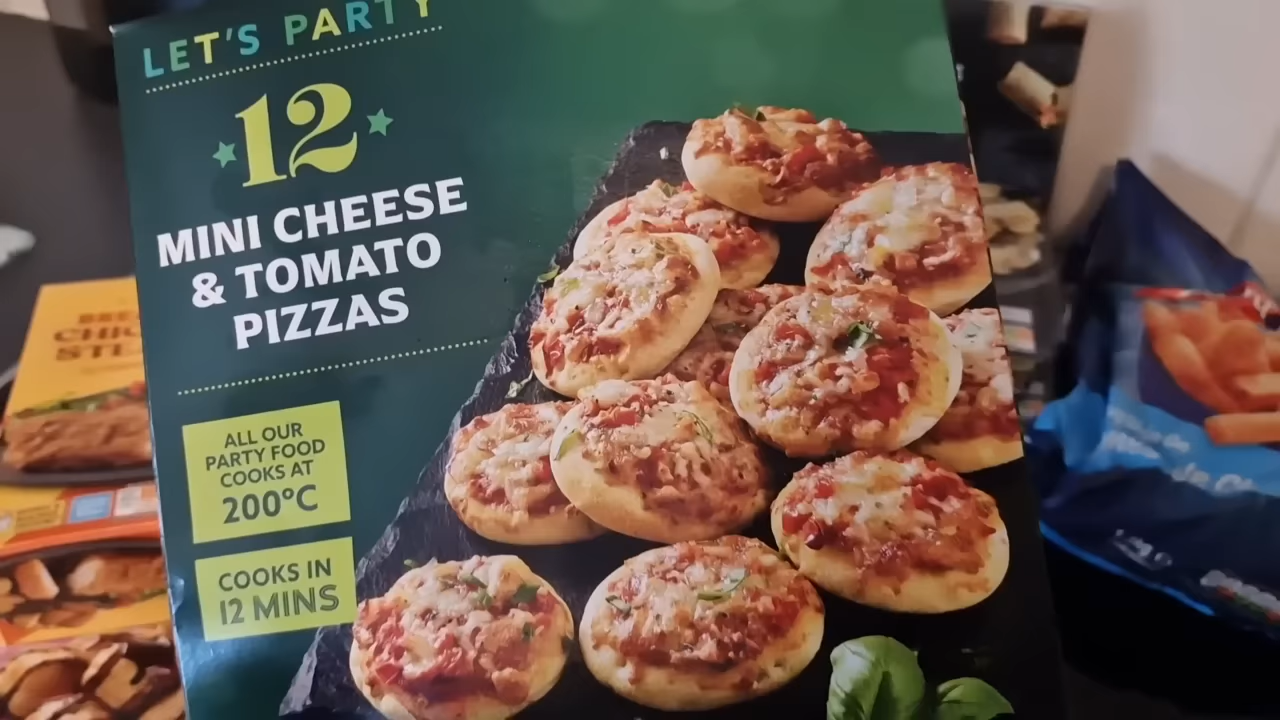 LET'S PARTY
12
MINI CHEESE
& TOMATO
PIZZAS
ALL OUR
PARTY FOOD
COOKS AT
200°C
COOKS IN
12 MINS